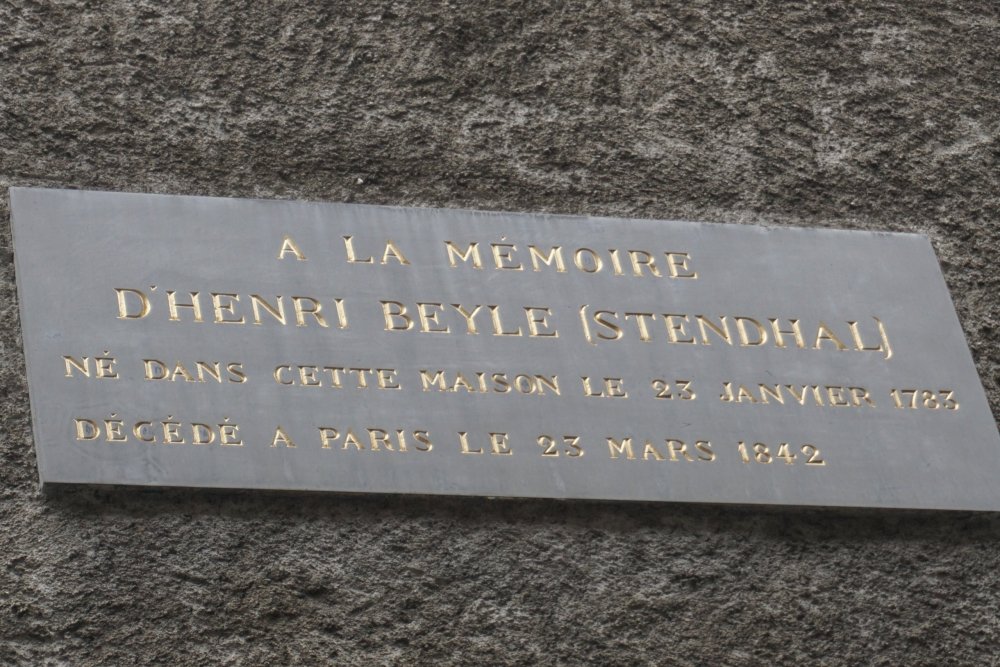 A LA MÉMOIRE
D'HENRI BEYLE (STENDHAL)
NÉ DANS CETTE MAISON LE 23 JANVIER 1783
DÉCÉDÉ A PARIS LE 23 MARS 1842